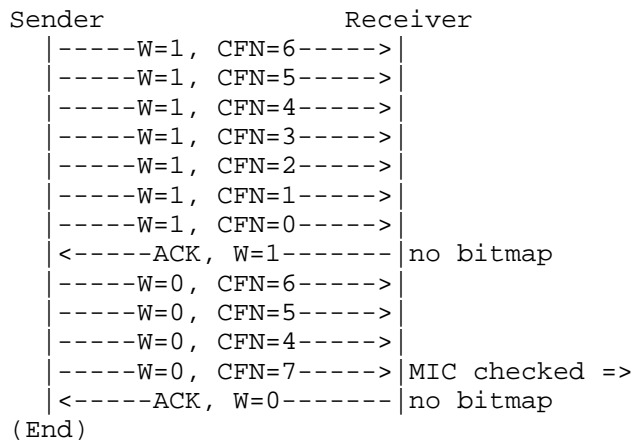 Sender                Receiver
  |-----W=1, CFN=6----->|
  |-----W=1, CFN=5----->|
  |-----W=1, CFN=4----->|
  |-----W=1, CFN=3----->|
  |-----W=1, CFN=2----->|
  |-----W=1, CFN=1----->|
  |-----W=1, CFN=0----->|
  |<-----ACK, W=1-------|no bitmap
  |-----W=0, CFN=6----->|
  |-----W=0, CFN=5----->|
  |-----W=0, CFN=4----->|
  |-----W=0, CFN=7----->|MIC checked =>
  |<-----ACK, W=0-------|no bitmap
(End)